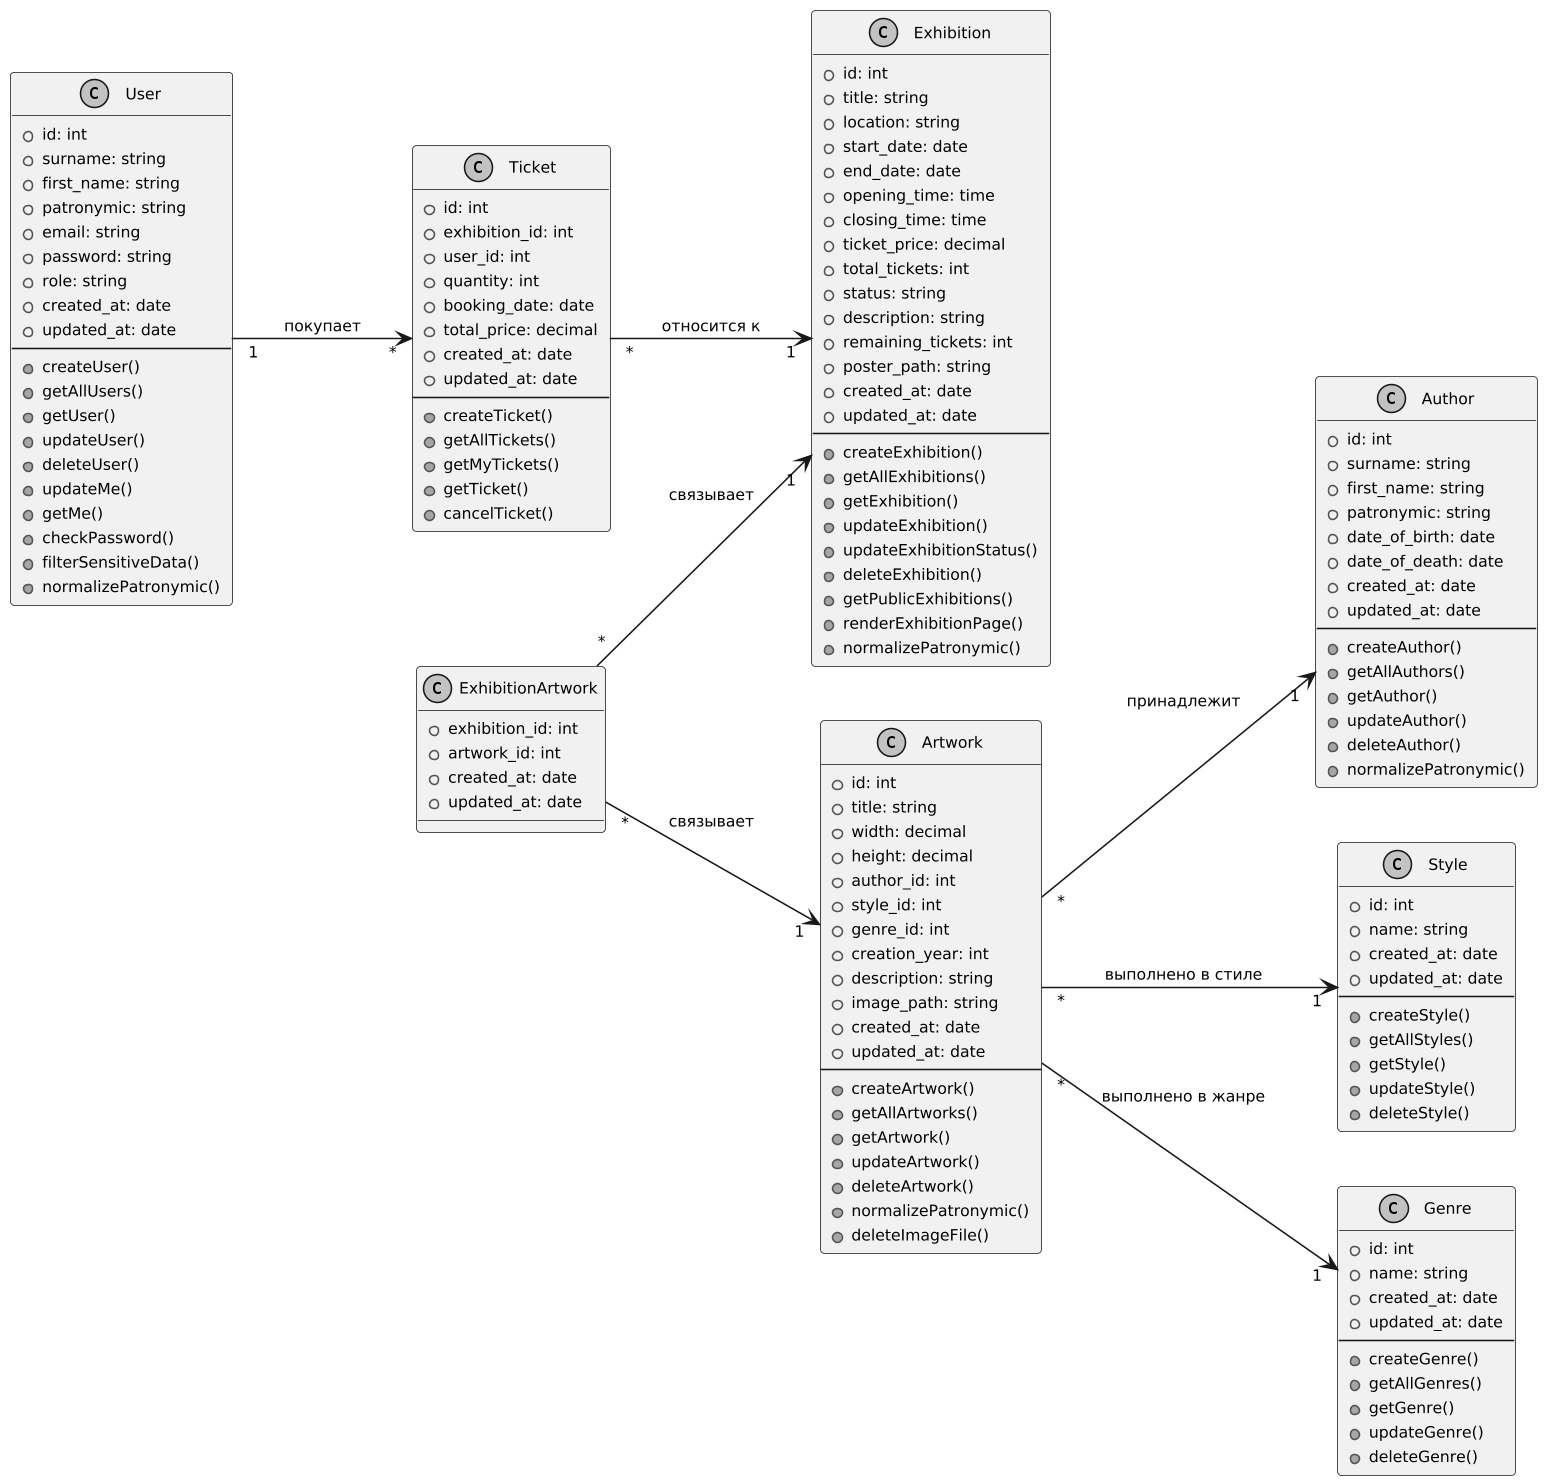 C User
id: int
surname: string
first_name: string
patronymic: string
email: string
password: string
role: string
created_at: date
updated_at: date
createUser()
getAllUsers()
getUser()
updateUser()
deleteUser()
updateMe()
getMe()
checkPassword()
filterSensitiveData()
normalizePatronymic()
покупает
1
*
C Ticket
id: int
exhibition_id: int
user_id: int
quantity: int
booking_date: date
total_price: decimal
created_at: date
updated_at: date
createTicket()
getAllTickets()
getMyTickets()
getTicket()
cancelTicket()
относится к
*
1
C Exhibition
id: int
title: string
location: string
start_date: date
end_date: date
opening_time: time
closing_time: time
ticket_price: decimal
total_tickets: int
status: string
description: string
remaining_tickets: int
poster_path: string
created_at: date
updated_at: date
createExhibition()
getAllExhibitions()
getExhibition()
updateExhibition()
updateExhibitionStatus()
deleteExhibition()
getPublicExhibitions()
renderExhibitionPage()
normalizePatronymic()
связывает
*
1
C ExhibitionArtwork
exhibition_id: int
artwork_id: int
created_at: date
updated_at: date
связывает
*
1
C Artwork
id: int
title: string
width: decimal
height: decimal
author_id: int
style_id: int
genre_id: int
creation_year: int
description: string
image_path: string
created_at: date
updated_at: date
createArtwork()
getAllArtworks()
getArtwork()
updateArtwork()
deleteArtwork()
normalizePatronymic()
deleteImageFile()
принадлежит
*
1
C Author
id: int
surname: string
first_name: string
patronymic: string
date_of_birth: date
date_of_death: date
created_at: date
updated_at: date
createAuthor()
getAllAuthors()
getAuthor()
updateAuthor()
deleteAuthor()
normalizePatronymic()
выполнено в стиле
*
1
C Style
id: int
name: string
created_at: date
updated_at: date
createStyle()
getAllStyles()
getStyle()
updateStyle()
deleteStyle()
выполнено в жанре
*
1
C Genre
id: int
name: string
created_at: date
updated_at: date
createGenre()
getAllGenres()
getGenre()
updateGenre()
deleteGenre()